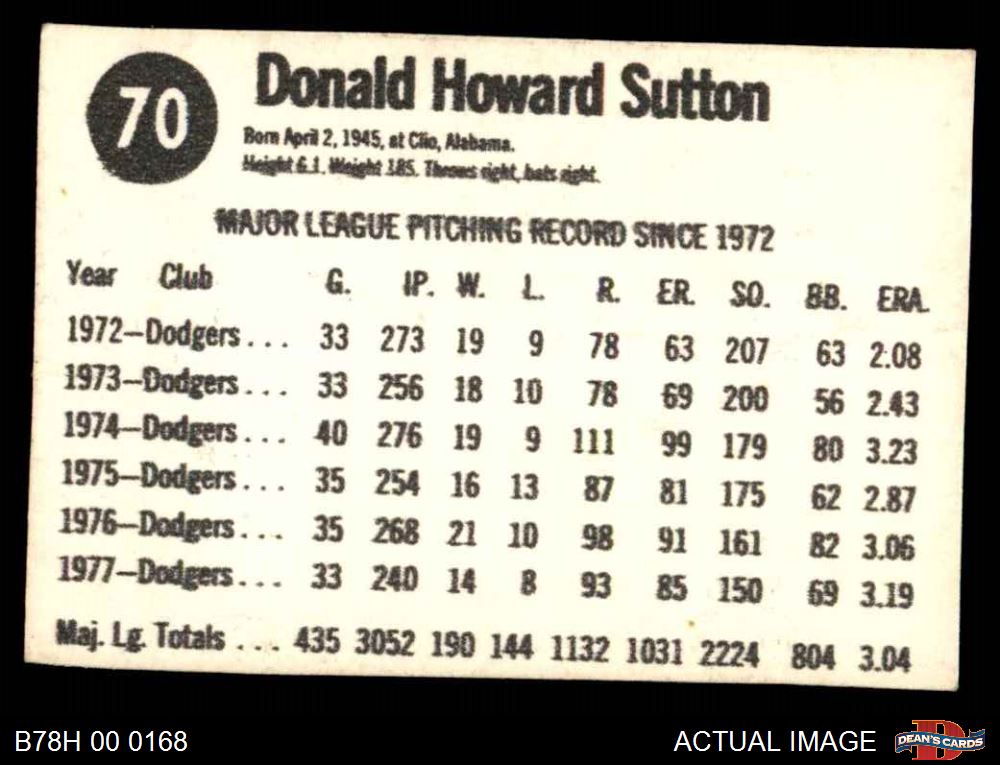 70
Donald Howard Sutton
Born April 2, 1945, at Clio, Alabama.
Height 6.1. Weight 185. Throws right, bats right.
MAJOR LEAGUE PITCHING RECORD SINCE 1972
Year Club G. IP. W. L. R. ER. SO. BB. ERA.
1972—Dodgers... 33 273 19 9 78 63 207 63 2.08
1973—Dodgers... 33 256 18 10 78 69 200 56 2.43
1974—Dodgers... 40 276 19 9 111 99 179 80 3.23
1975—Dodgers... 35 254 16 13 87 81 175 62 2.87
1976—Dodgers... 35 268 21 10 98 91 161 82 3.06
1977—Dodgers... 33 240 14 8 93 85 150 69 3.19
Maj. Lg. Totals ... 435 3052 190 144 1132 1031 2224 804 3.04
B78H 00 0168
ACTUAL IMAGE
DEAN'S CARDS